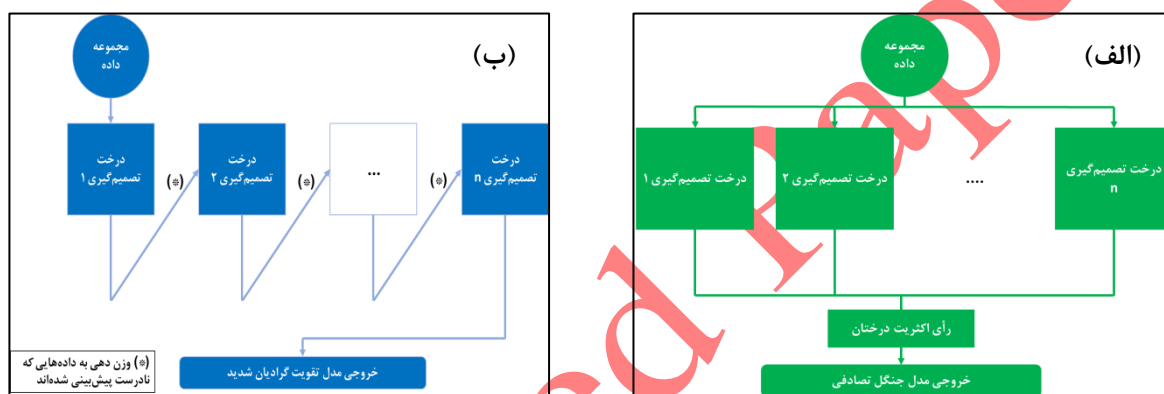 (الف)
مجموعه
داده
درخت تصمیم‌گیری ۱
درخت تصمیم‌گیری ۲
....
درخت تصمیم‌گیری
n
رأی اکثریت درختان
خروجی مدل جنگل تصادفی
(ب)
مجموعه
داده
درخت
تصمیم‌گیری ۱
(*)
درخت
تصمیم‌گیری ۲
(*)
...
(*)
درخت
تصمیم‌گیری n
خروجی مدل تقویت گرادیان شدید
(*) وزن دهی به داده‌هایی که
نادرست پیش‌بینی شده‌اند